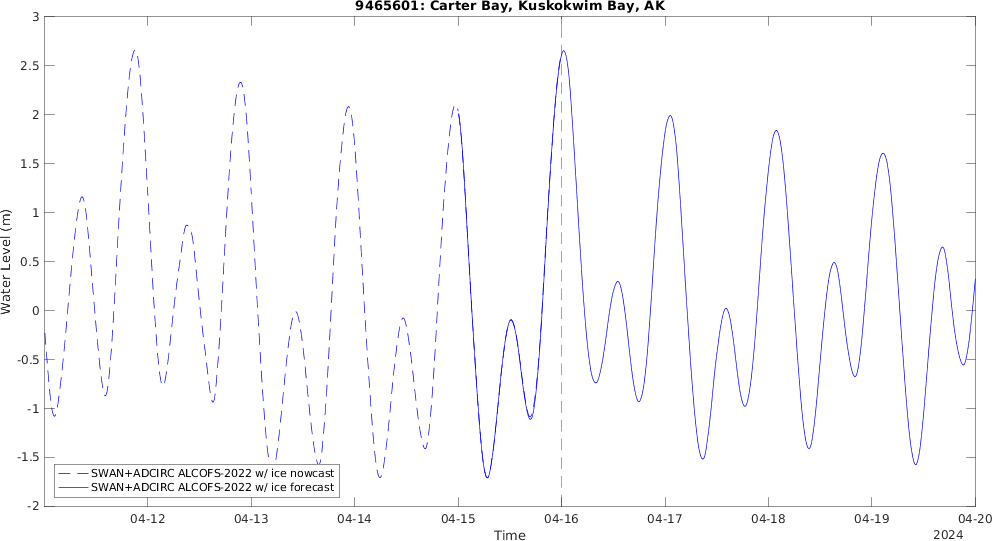 9465601: Carter Bay, Kuskokwim Bay, AK
3
2.5
2
1.5
1
0.5
0
-0.5
-1
-1.5
-2
Water Level (m)
SWAN+ADCIRC ALCOFS-2022 w/ ice nowcast
SWAN+ADCIRC ALCOFS-2022 w/ ice forecast
04-12 04-13 04-14 04-15 04-16 04-17 04-18 04-19 04-20
Time
2024